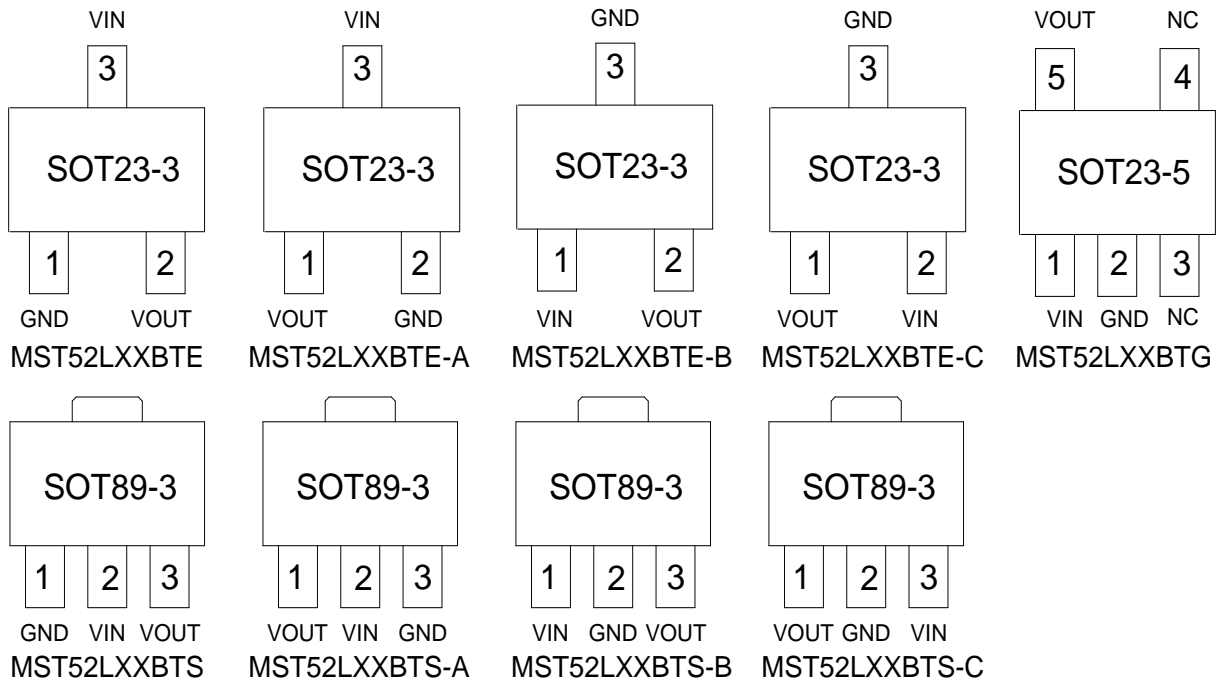 VIN
3
SOT23-3
1 2
GND VOUT
MST52LXXBTE
VIN
3
SOT23-3
1 2
VOUT GND
MST52LXXBTE-A
GND
3
SOT23-3
1 2
VIN VOUT
MST52LXXBTE-B
GND
3
SOT23-3
1 2
VOUT VIN
MST52LXXBTE-C
VOUT NC
5 4
SOT23-5
1 2 3
VIN GND NC
MST52LXXBTG
SOT89-3
1 2 3
GND VIN VOUT
MST52LXXBTS
SOT89-3
1 2 3
VOUT VIN GND
MST52LXXBTS-A
SOT89-3
1 2 3
VIN GND VOUT
MST52LXXBTS-B
SOT89-3
1 2 3
VOUT GND VIN
MST52LXXBTS-C